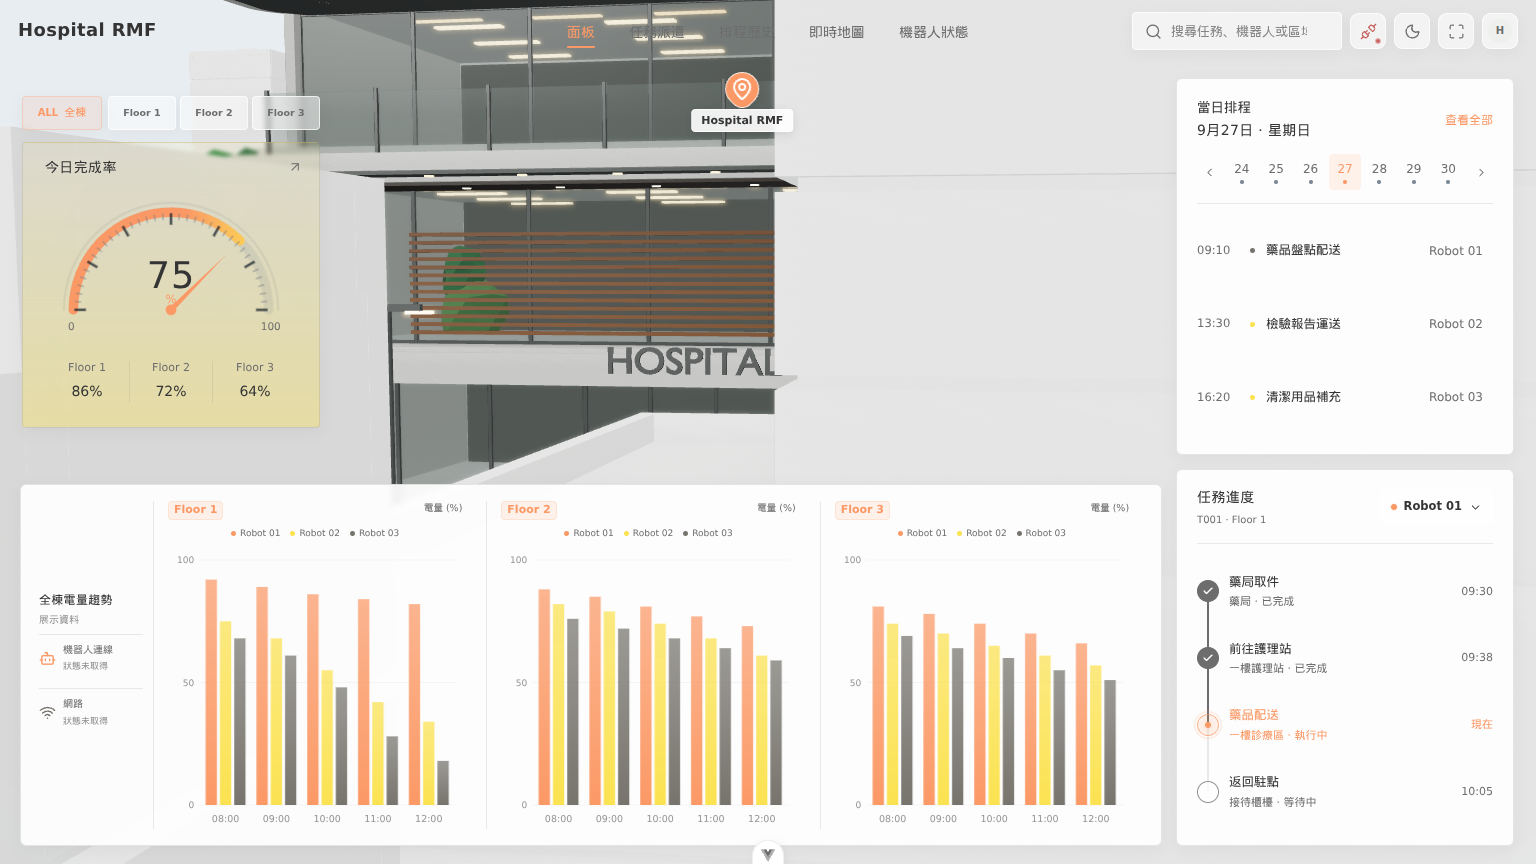 Hospital RMF
面板
任務派遣
排程歷史
即時地圖
機器人狀態
搜尋任務、機器人或區域
H
ALL 全棟
Floor 1
Floor 2
Floor 3
Hospital RMF
今日完成率
75
%
0
100
Floor 1
Floor 2
Floor 3
86%
72%
64%
HOSPITAL
當日排程
9月27日 · 星期日
查看全部
24 25 26 27 28 29 30
09:10 藥品盤點配送 Robot 01
13:30 檢驗報告運送 Robot 02
16:20 清潔用品補充 Robot 03
全棟電量趨勢
展示資料
機器人連線
狀態未取得
網路
狀態未取得
Floor 1 電量 (%)
Robot 01 Robot 02 Robot 03
100
50
0
08:00 09:00 10:00 11:00 12:00
Floor 2 電量 (%)
Robot 01 Robot 02 Robot 03
100
50
0
08:00 09:00 10:00 11:00 12:00
Floor 3 電量 (%)
Robot 01 Robot 02 Robot 03
100
50
0
08:00 09:00 10:00 11:00 12:00
任務進度
T001 · Floor 1
Robot 01
藥局取件
藥局 · 已完成
09:30
前往護理站
一樓護理站 · 已完成
09:38
藥品配送
一樓診療區 · 執行中
現在
返回駐點
接待櫃檯 · 等待中
10:05